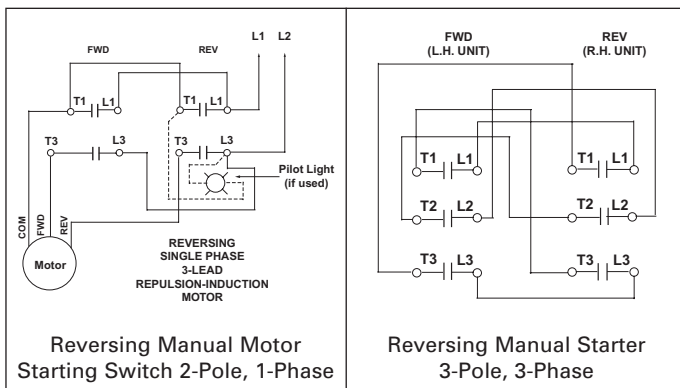 L1 L2
FWD REV
T1 L1 T1 L1
T3 L3 T3 L3
Pilot Light
(if used)
COM
FWD
REV
Motor
REVERSING
SINGLE PHASE
3-LEAD
REPULSION-INDUCTION
MOTOR
Reversing Manual Motor
Starting Switch 2-Pole, 1-Phase
FWD
(L.H. UNIT)
REV
(R.H. UNIT)
T1 L1 T1 L1
T2 L2 T2 L2
T3 L3 T3 L3
Reversing Manual Starter
3-Pole, 3-Phase